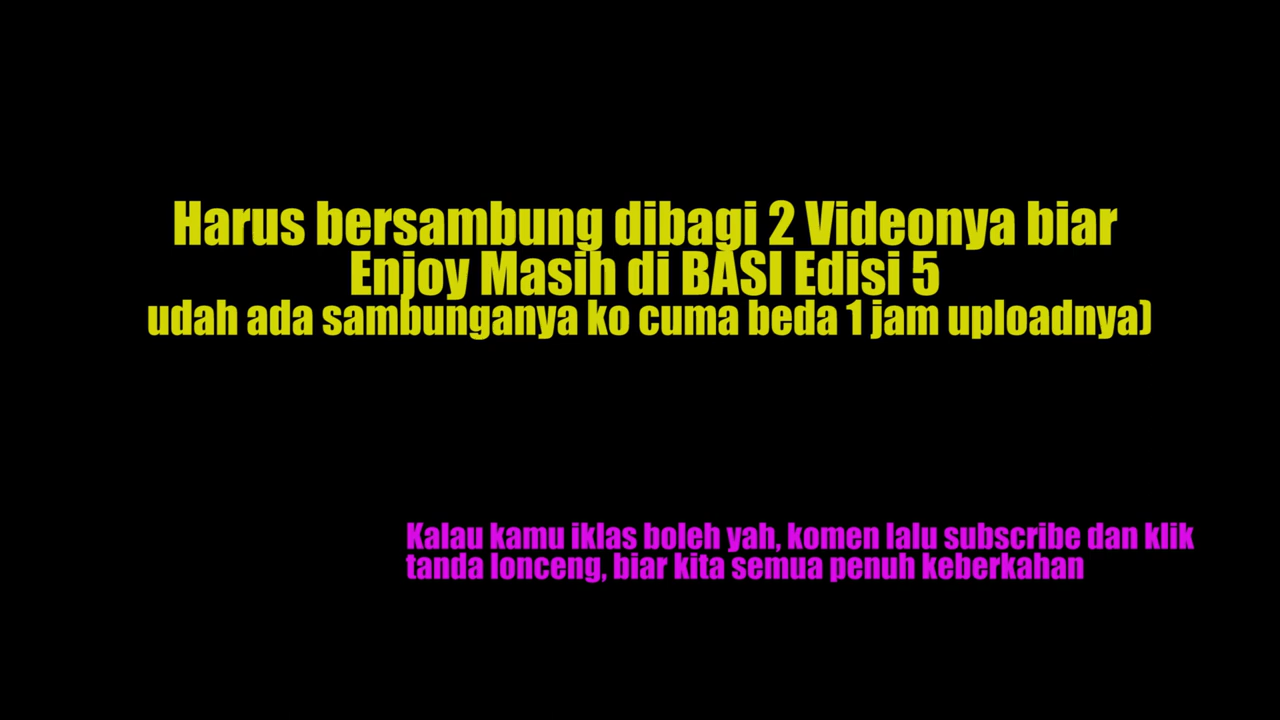 Harus bersambung dibagi 2 Videonya biar
Enjoy Masih di BASI Edisi 5
udah ada sambunganya ko cuma beda 1 jam uploadnya)
Kalau kamu iklas boleh yah, komen lalu subscribe dan klik
tanda lonceng, biar kita semua penuh keberkahan